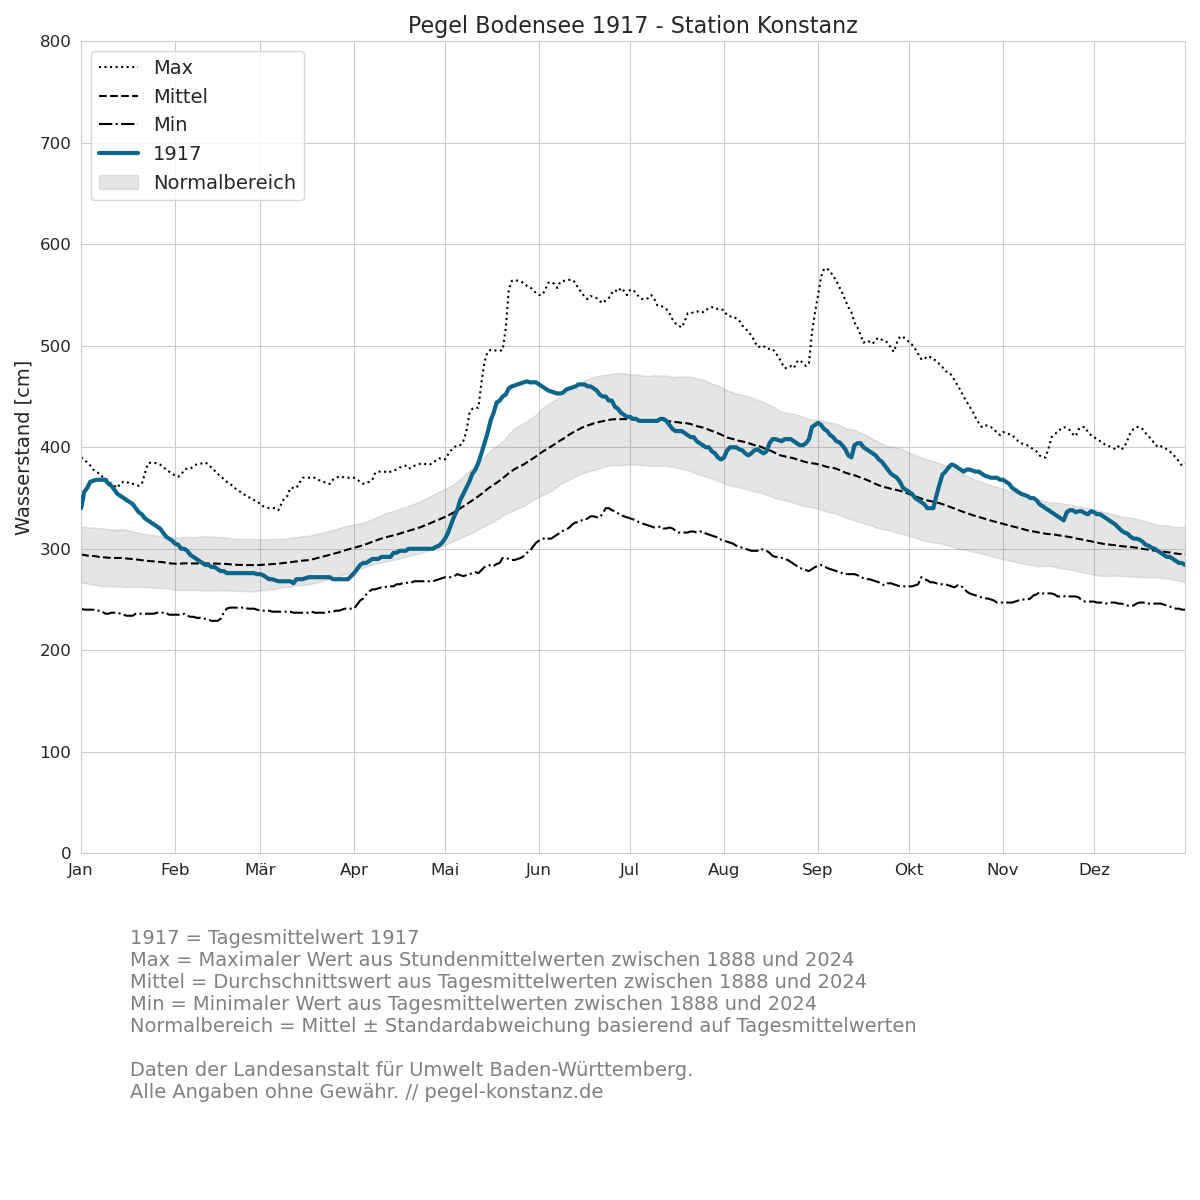 Pegel Bodensee 1917 - Station Konstanz
800
700
600
500
400
300
200
100
0
Wasserstand [cm]
Max
Mittel
Min
1917
Normalbereich
Jan Feb Mär Apr Mai Jun Jul Aug Sep Okt Nov Dez
1917 = Tagesmittelwert 1917
Max = Maximaler Wert aus Stundenmittelwerten zwischen 1888 und 2024
Mittel = Durchschnittswert aus Tagesmittelwerten zwischen 1888 und 2024
Min = Minimaler Wert aus Tagesmittelwerten zwischen 1888 und 2024
Normalbereich = Mittel ± Standardabweichung basierend auf Tagesmittelwerten
Daten der Landesanstalt für Umwelt Baden-Württemberg.
Alle Angaben ohne Gewähr. // pegel-konstanz.de